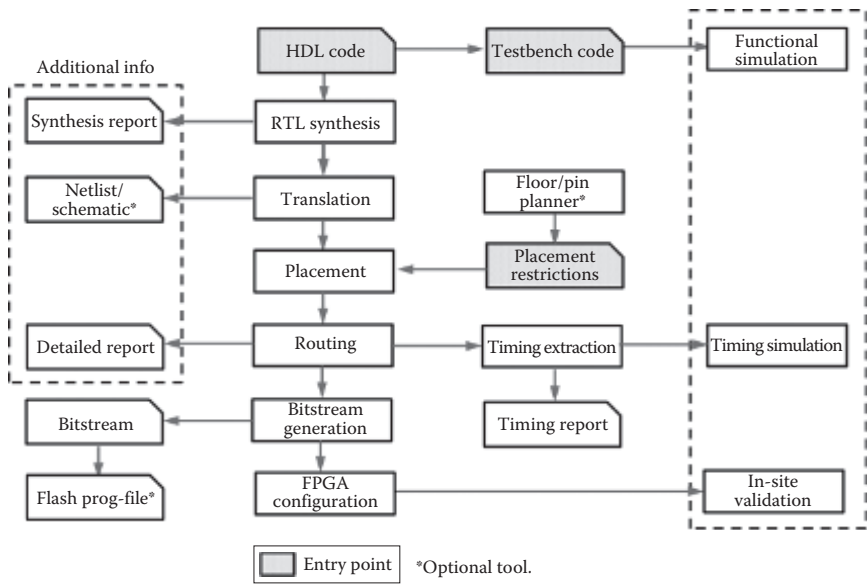 HDL code
Testbench code
Functional
simulation
Additional info
Synthesis report
RTL synthesis
Netlist/
schematic*
Translation
Floor/pin
planner*
Placement
Placement
restrictions
Detailed report
Routing
Timing extraction
Timing simulation
Bitstream
Bitstream
generation
Timing report
Flash prog-file*
FPGA
configuration
In-site
validation
Entry point
*Optional tool.